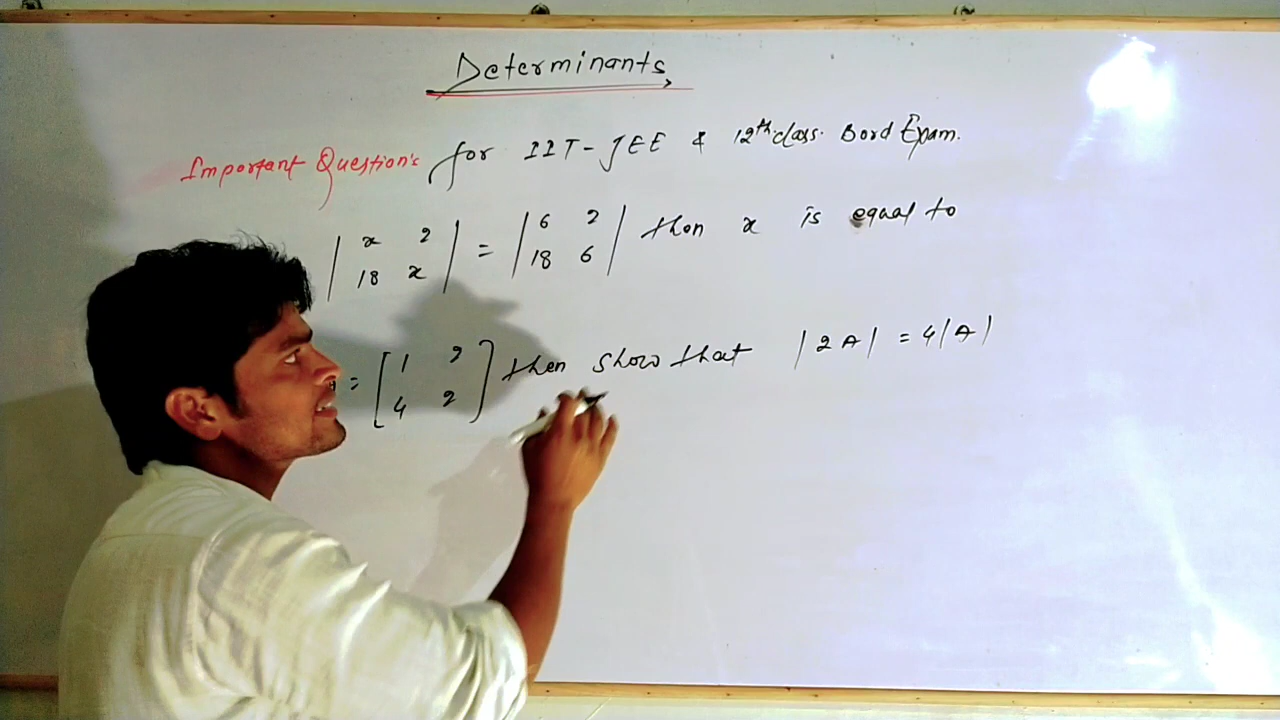 Determinants
Important Question's for IIT-JEE & 12th class. Bord Exam.
| x 2 | = | 6 2 | then x is equal to
| 18 x | | 18 6 |
= [ 1 2 ] then show that |2A| = 4|A|
[ 4 2 ]